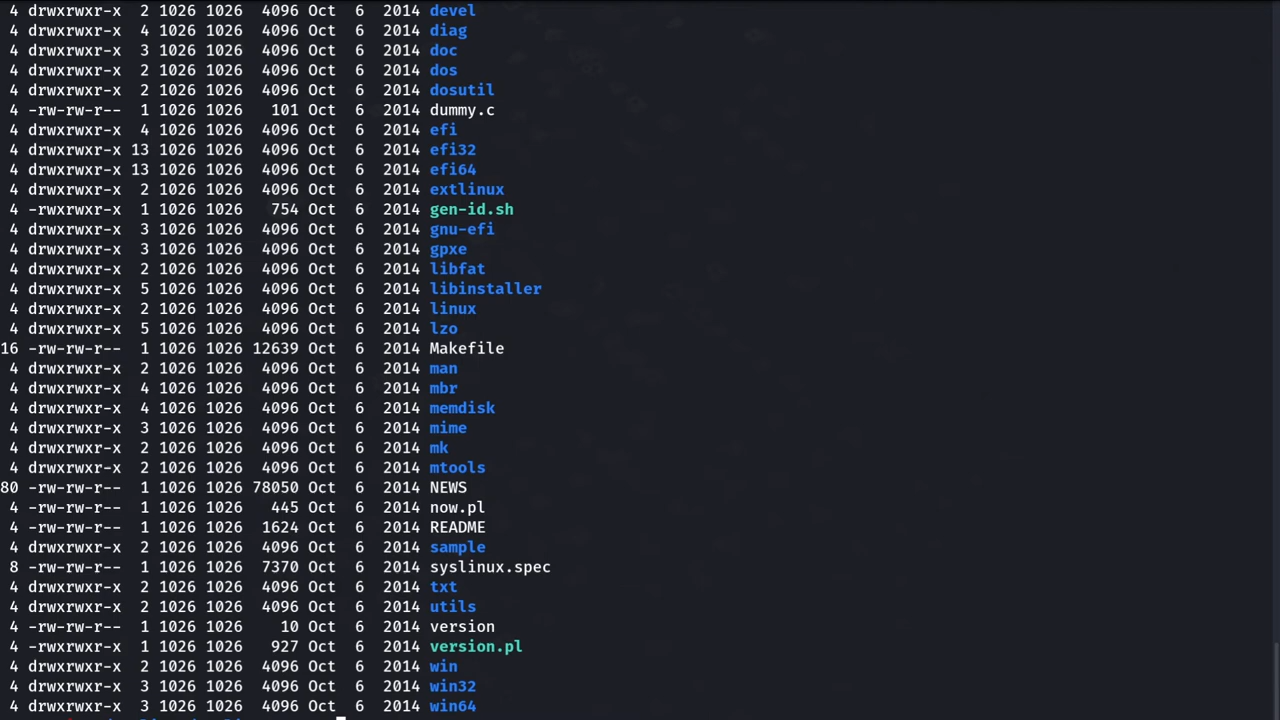 4 drwxrwxr-x 2 1026 1026 4096 Oct 6 2014 devel
4 drwxrwxr-x 4 1026 1026 4096 Oct 6 2014 diag
4 drwxrwxr-x 3 1026 1026 4096 Oct 6 2014 doc
4 drwxrwxr-x 2 1026 1026 4096 Oct 6 2014 dos
4 drwxrwxr-x 2 1026 1026 4096 Oct 6 2014 dosutil
4 -rw-rw-r-- 1 1026 1026 101 Oct 6 2014 dummy.c
4 drwxrwxr-x 4 1026 1026 4096 Oct 6 2014 efi
4 drwxrwxr-x 13 1026 1026 4096 Oct 6 2014 efi32
4 drwxrwxr-x 13 1026 1026 4096 Oct 6 2014 efi64
4 drwxrwxr-x 2 1026 1026 4096 Oct 6 2014 extlinux
4 -rwxrwxr-x 1 1026 1026 754 Oct 6 2014 gen-id.sh
4 drwxrwxr-x 3 1026 1026 4096 Oct 6 2014 gnu-efi
4 drwxrwxr-x 3 1026 1026 4096 Oct 6 2014 gpxe
4 drwxrwxr-x 2 1026 1026 4096 Oct 6 2014 libfat
4 drwxrwxr-x 5 1026 1026 4096 Oct 6 2014 libinstaller
4 drwxrwxr-x 2 1026 1026 4096 Oct 6 2014 linux
4 drwxrwxr-x 5 1026 1026 4096 Oct 6 2014 lzo
16 -rw-rw-r-- 1 1026 1026 12639 Oct 6 2014 Makefile
4 drwxrwxr-x 2 1026 1026 4096 Oct 6 2014 man
4 drwxrwxr-x 4 1026 1026 4096 Oct 6 2014 mbr
4 drwxrwxr-x 4 1026 1026 4096 Oct 6 2014 memdisk
4 drwxrwxr-x 3 1026 1026 4096 Oct 6 2014 mime
4 drwxrwxr-x 2 1026 1026 4096 Oct 6 2014 mk
4 drwxrwxr-x 2 1026 1026 4096 Oct 6 2014 mtools
80 -rw-rw-r-- 1 1026 1026 78050 Oct 6 2014 NEWS
4 -rw-rw-r-- 1 1026 1026 445 Oct 6 2014 now.pl
4 -rw-rw-r-- 1 1026 1026 1624 Oct 6 2014 README
4 drwxrwxr-x 2 1026 1026 4096 Oct 6 2014 sample
8 -rw-rw-r-- 1 1026 1026 7370 Oct 6 2014 syslinux.spec
4 drwxrwxr-x 2 1026 1026 4096 Oct 6 2014 txt
4 drwxrwxr-x 2 1026 1026 4096 Oct 6 2014 utils
4 -rw-rw-r-- 1 1026 1026 10 Oct 6 2014 version
4 -rwxrwxr-x 1 1026 1026 927 Oct 6 2014 version.pl
4 drwxrwxr-x 2 1026 1026 4096 Oct 6 2014 win
4 drwxrwxr-x 3 1026 1026 4096 Oct 6 2014 win32
4 drwxrwxr-x 3 1026 1026 4096 Oct 6 2014 win64